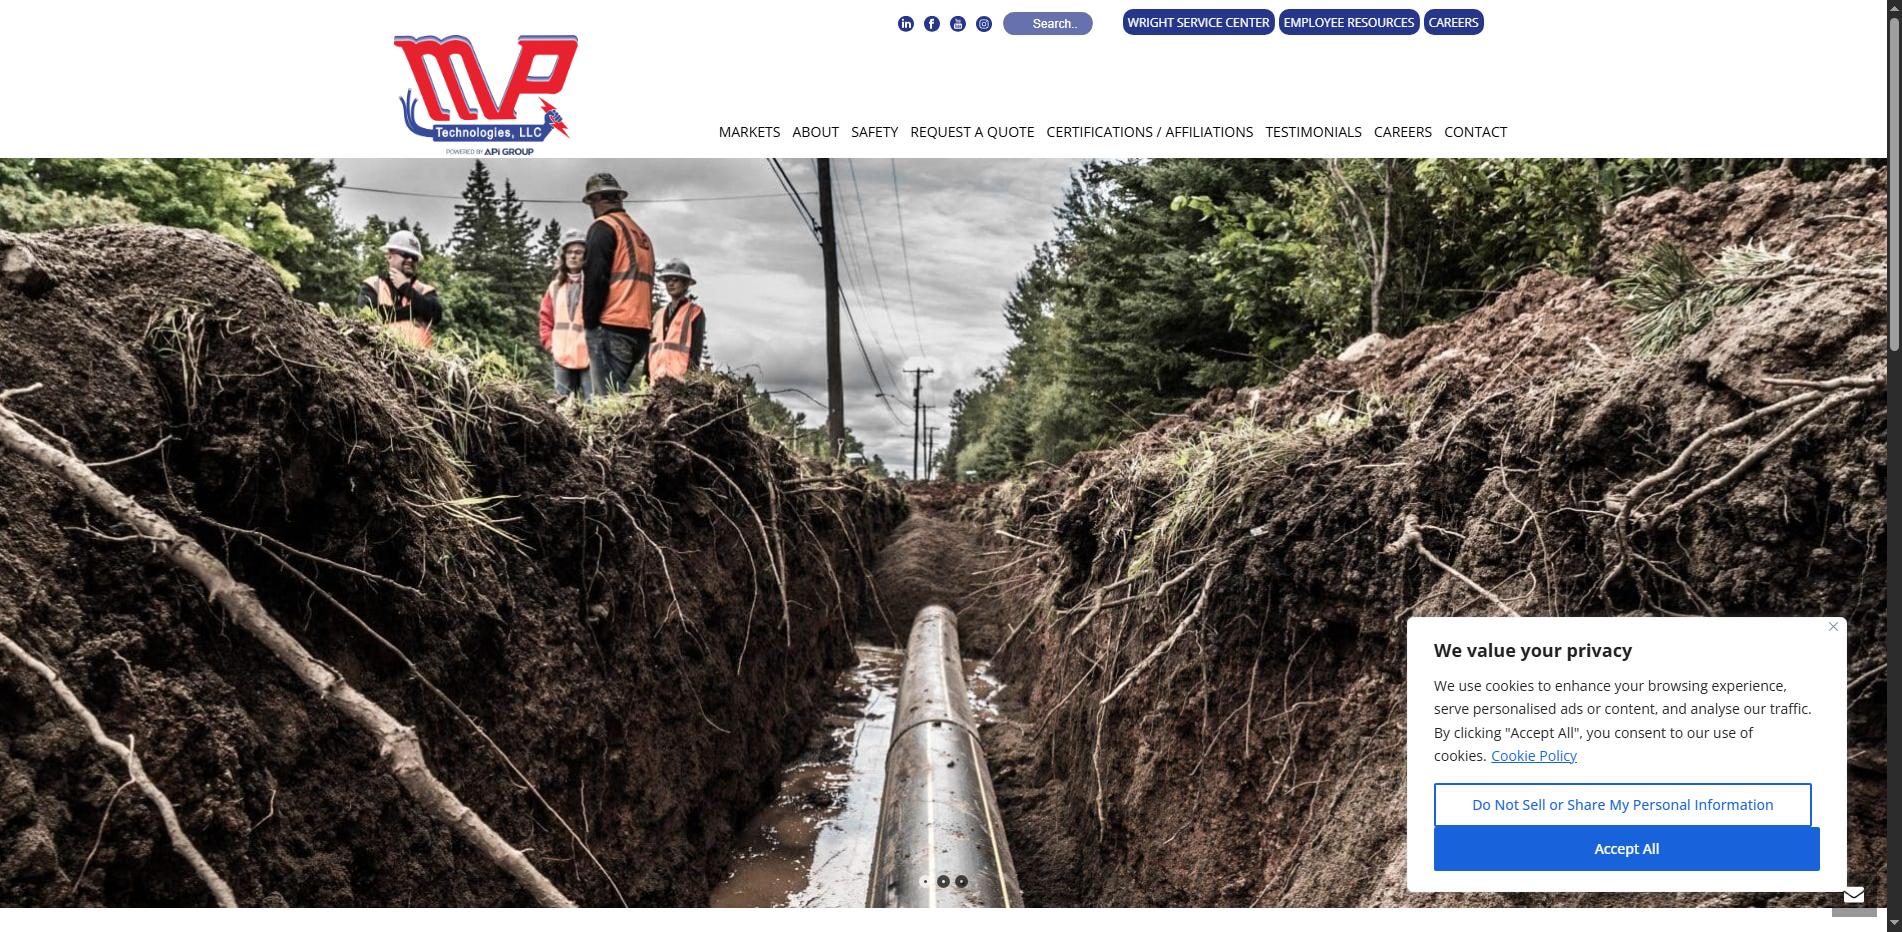 Search..
WRIGHT SERVICE CENTER
EMPLOYEE RESOURCES
CAREERS
MP
Technologies, LLC
POWERED BY APi GROUP
MARKETS ABOUT SAFETY REQUEST A QUOTE CERTIFICATIONS / AFFILIATIONS TESTIMONIALS CAREERS CONTACT
We value your privacy
We use cookies to enhance your browsing experience,
serve personalised ads or content, and analyse our traffic.
By clicking "Accept All", you consent to our use of
cookies. Cookie Policy
Do Not Sell or Share My Personal Information
Accept All